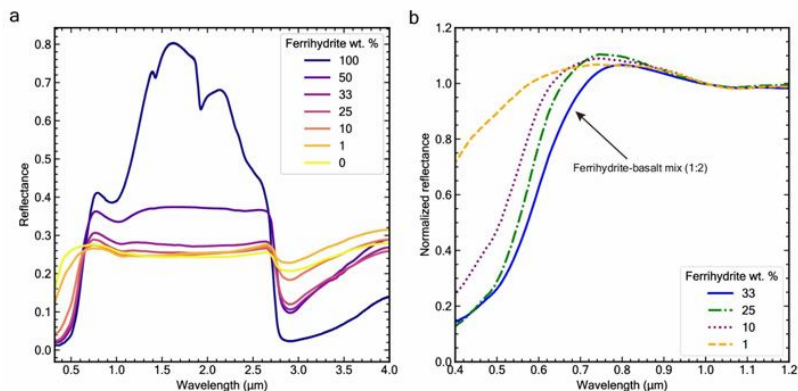 a
Ferrihydrite wt. %
100
50
33
25
10
1
0
Reflectance
0.8
0.7
0.6
0.5
0.4
0.3
0.2
0.1
0.0
0.5 1.0 1.5 2.0 2.5 3.0 3.5 4.0
Wavelength (µm)
b
Normalized reflectance
1.2
1.0
0.8
0.6
0.4
0.2
0.0
Ferrihydrite-basalt mix (1:2)
Ferrihydrite wt. %
33
25
10
1
0.4 0.5 0.6 0.7 0.8 0.9 1.0 1.1 1.2
Wavelength (µm)